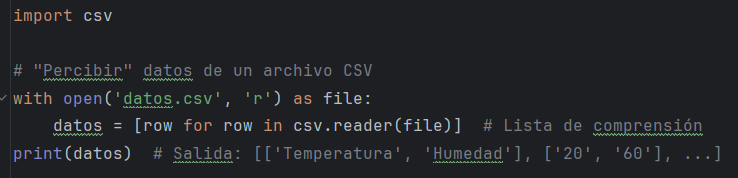 import csv
# "Percibir" datos de un archivo CSV
with open('datos.csv', 'r') as file:
    datos = [row for row in csv.reader(file)]  # Lista de comprensión
print(datos)  # Salida: [['Temperatura', 'Humedad'], ['20', '60'], ...]